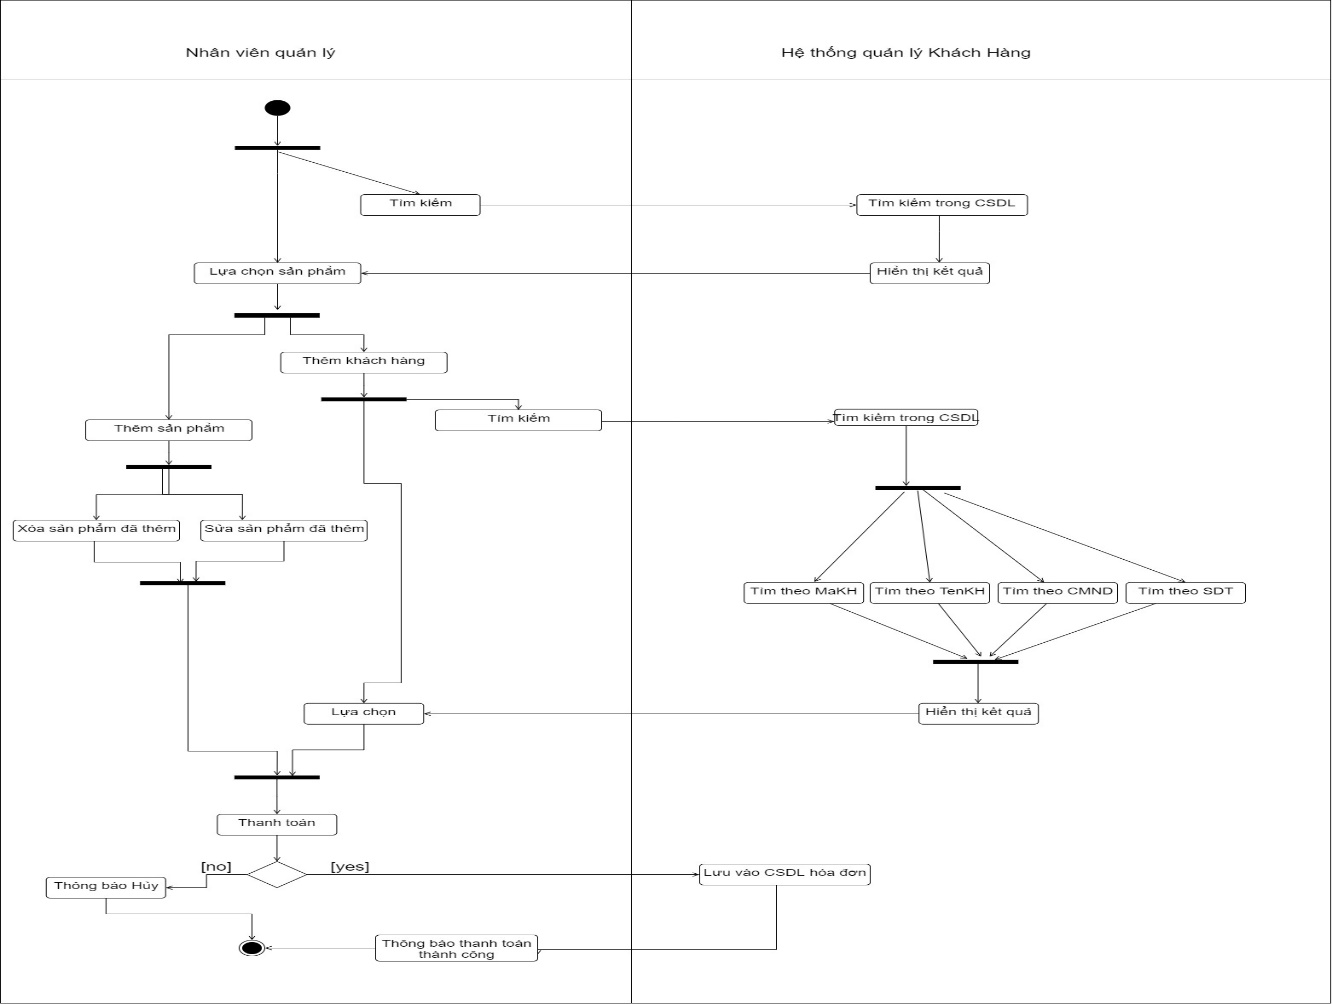 Nhân viên quản lý
Hệ thống quản lý Khách Hàng
Tìm kiếm
Tìm kiếm trong CSDL
Lựa chọn sản phẩm
Hiển thị kết quả
Thêm khách hàng
Tìm kiếm
Tìm kiếm trong CSDL
Thêm sản phẩm
Xóa sản phẩm đã thêm
Sửa sản phẩm đã thêm
Tìm theo MaKH
Tìm theo TenKH
Tìm theo CMND
Tìm theo SDT
Lựa chọn
Hiển thị kết quả
Thanh toán
[no]
[yes]
Thông báo Hủy
Lưu vào CSDL hóa đơn
Thông báo thanh toán
thành công